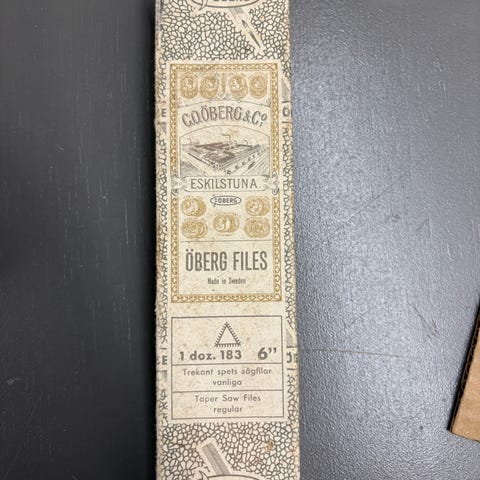 ÖBERG
C.O.ÖBERG & Cº
ESKILSTUNA
ÖBERG
ÖBERG FILES
Made in Sweden
1 doz. 183 6"
Trekant spets sågfilar
vanliga
Taper Saw Files
regular